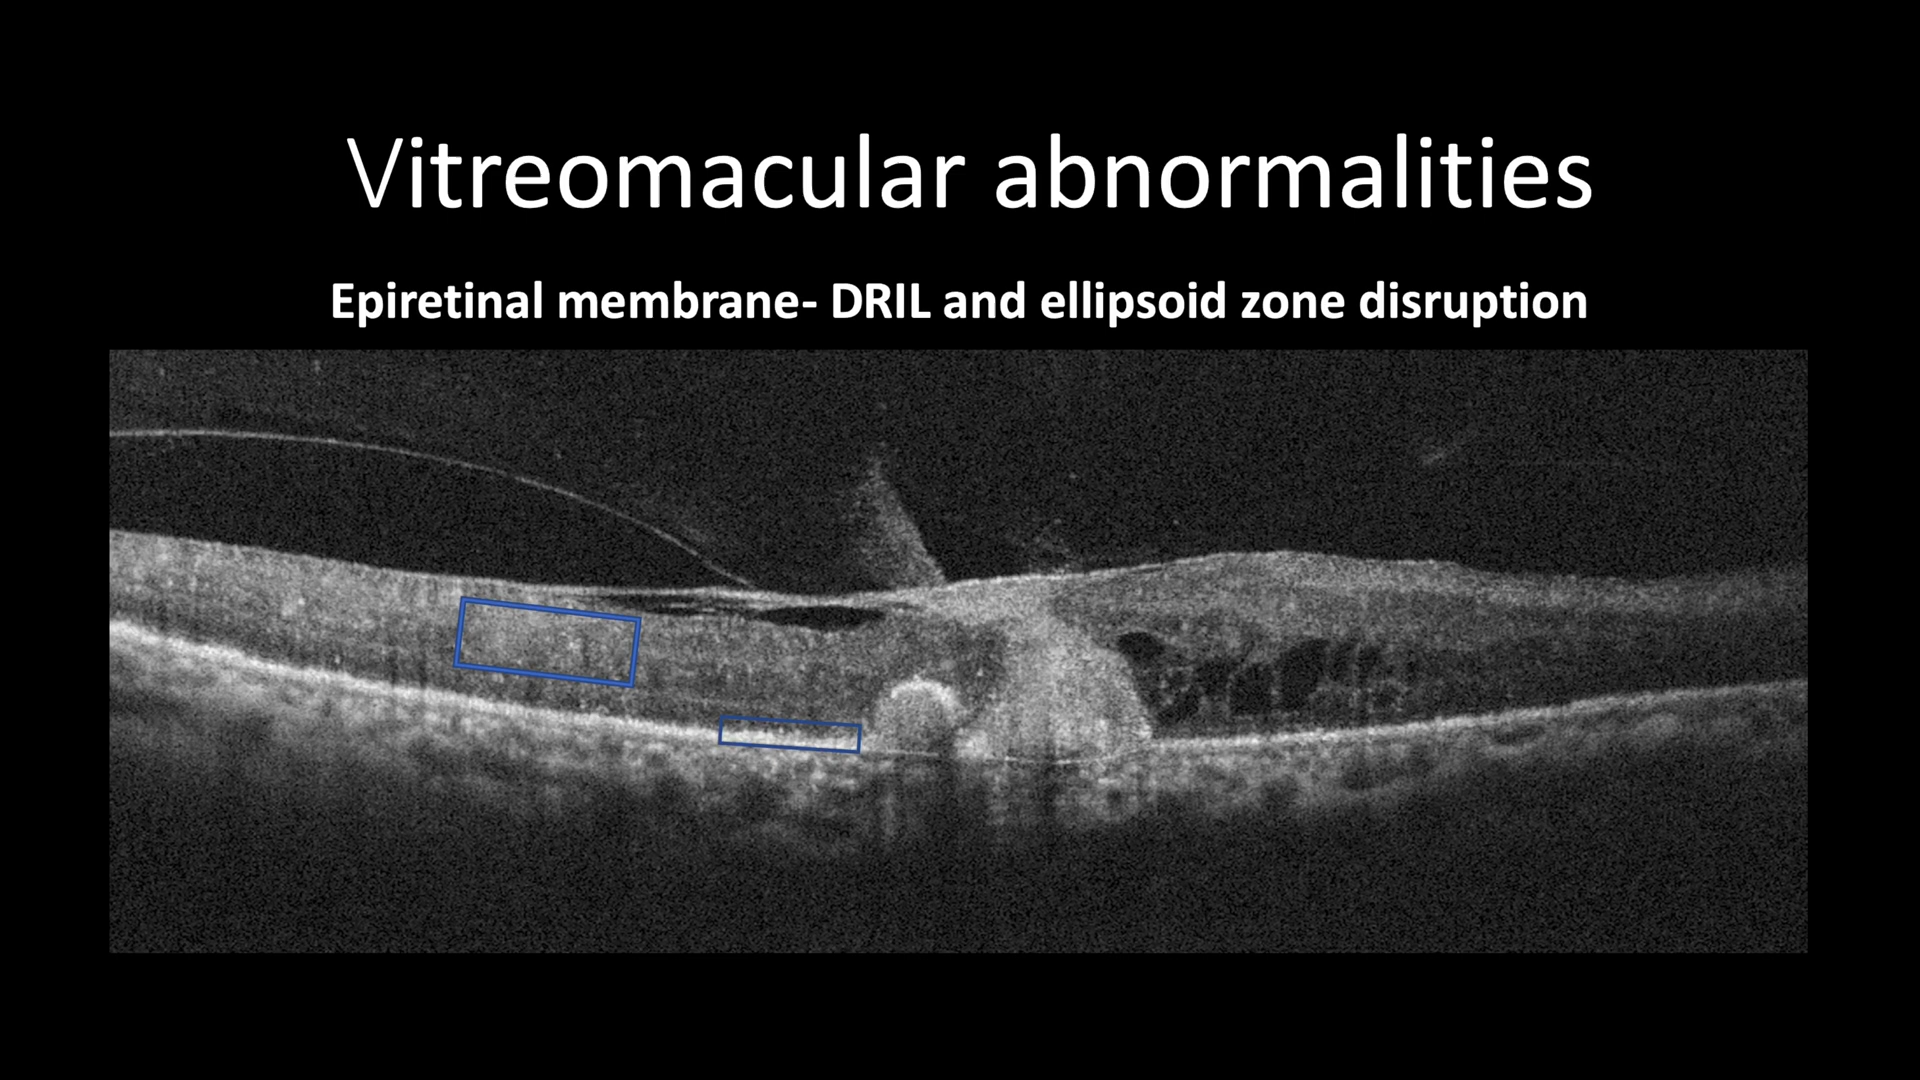 Vitreomacular abnormalities
Epiretinal membrane- DRIL and ellipsoid zone disruption